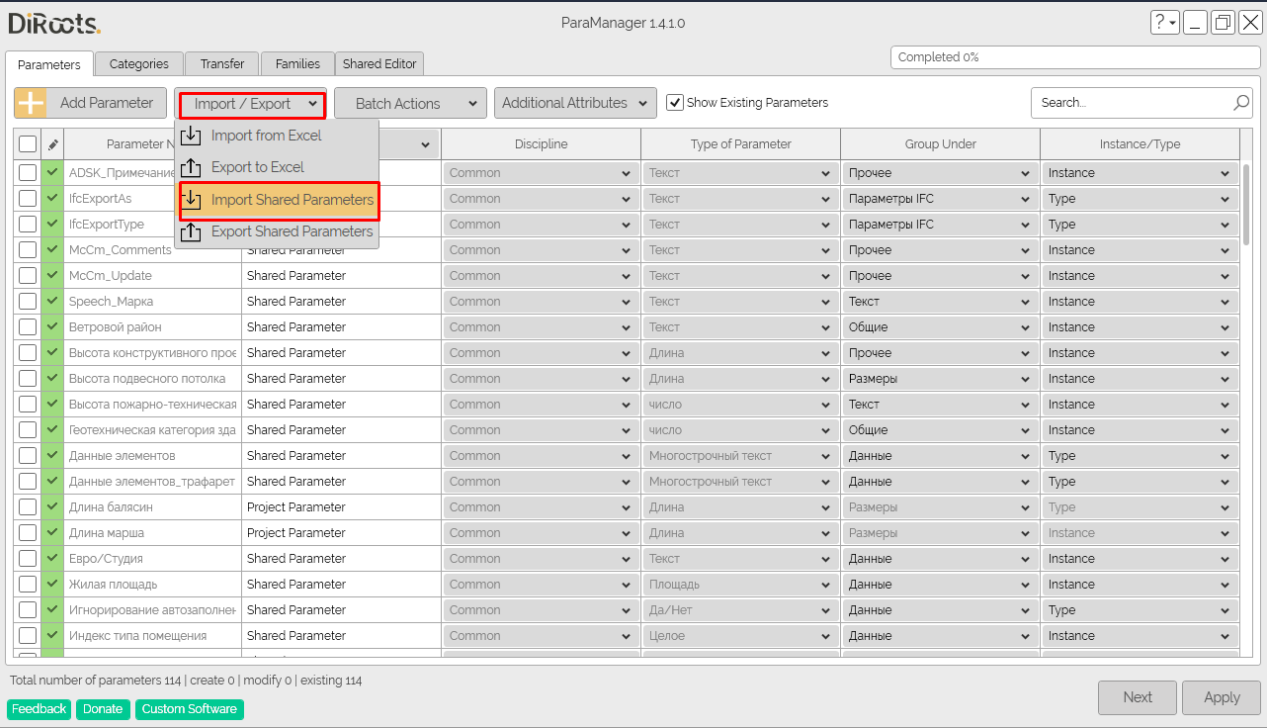 DiRoots.
ParaManager 1.4.1.0
?
Parameters
Categories
Transfer
Families
Shared Editor
Completed 0%
Add Parameter
Import / Export
Batch Actions
Additional Attributes
Show Existing Parameters
Search...
Import from Excel
Export to Excel
Import Shared Parameters
Export Shared Parameters
Parameter N
Discipline
Type of Parameter
Group Under
Instance/Type
ADSK_Примечание Common Текст Прочее Instance
IfcExportAs Common Текст Параметры IFC Type
IfcExportType Common Текст Параметры IFC Type
McCm_Comments Shared Parameter Common Текст Прочее Instance
McCm_Update Shared Parameter Common Текст Прочее Instance
Speech_Марка Shared Parameter Common Текст Текст Instance
Ветровой район Shared Parameter Common Текст Общие Instance
Высота конструктивного прое Shared Parameter Common Длина Прочее Instance
Высота подвесного потолка Shared Parameter Common Длина Размеры Instance
Высота пожарно-техническая Shared Parameter Common число Текст Instance
Геотехническая категория зда Shared Parameter Common число Общие Instance
Данные элементов Shared Parameter Common Многострочный текст Данные Type
Данные элементов_трафарет Shared Parameter Common Многострочный текст Данные Type
Длина балясин Project Parameter Common Длина Размеры Type
Длина марша Project Parameter Common Длина Размеры Instance
Евро/Студия Shared Parameter Common Текст Данные Instance
Жилая площадь Shared Parameter Common Площадь Данные Instance
Игнорирование автозаполнен Shared Parameter Common Да/Нет Данные Type
Индекс типа помещения Shared Parameter Common Целое Данные Instance
Total number of parameters 114 | create 0 | modify 0 | existing 114
Feedback
Donate
Custom Software
Next
Apply